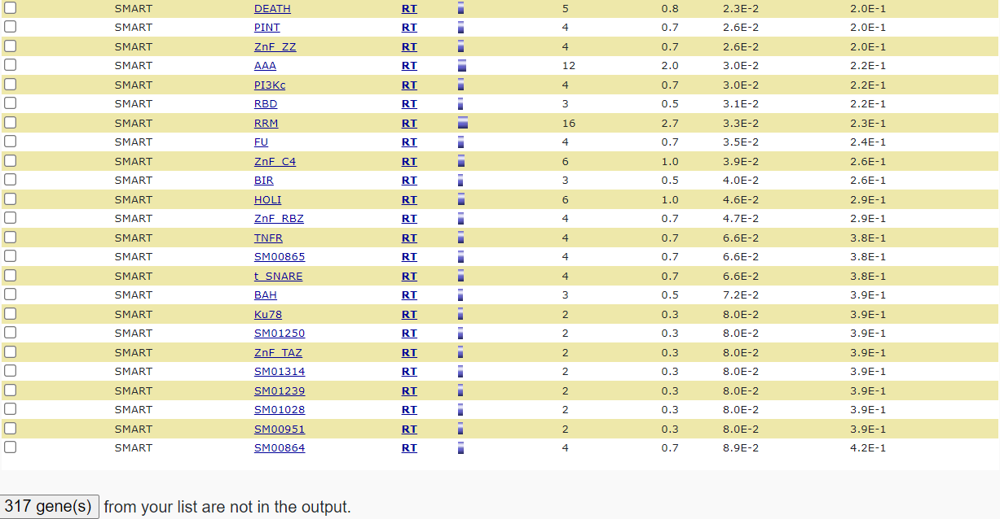 SMART DEATH RT 5 0.8 2.3E-2 2.0E-1
SMART PINT RT 4 0.7 2.6E-2 2.0E-1
SMART ZnF_ZZ RT 4 0.7 2.6E-2 2.0E-1
SMART AAA RT 12 2.0 3.0E-2 2.2E-1
SMART PI3Kc RT 4 0.7 3.0E-2 2.2E-1
SMART RBD RT 3 0.5 3.1E-2 2.2E-1
SMART RRM RT 16 2.7 3.3E-2 2.3E-1
SMART FU RT 4 0.7 3.5E-2 2.4E-1
SMART ZnF_C4 RT 6 1.0 3.9E-2 2.6E-1
SMART BIR RT 3 0.5 4.0E-2 2.6E-1
SMART HOLI RT 6 1.0 4.6E-2 2.9E-1
SMART ZnF_RBZ RT 4 0.7 4.7E-2 2.9E-1
SMART TNFR RT 4 0.7 6.6E-2 3.8E-1
SMART SM00865 RT 4 0.7 6.6E-2 3.8E-1
SMART t_SNARE RT 4 0.7 6.6E-2 3.8E-1
SMART BAH RT 3 0.5 7.2E-2 3.9E-1
SMART Ku78 RT 2 0.3 8.0E-2 3.9E-1
SMART SM01250 RT 2 0.3 8.0E-2 3.9E-1
SMART ZnF_TAZ RT 2 0.3 8.0E-2 3.9E-1
SMART SM01314 RT 2 0.3 8.0E-2 3.9E-1
SMART SM01239 RT 2 0.3 8.0E-2 3.9E-1
SMART SM01028 RT 2 0.3 8.0E-2 3.9E-1
SMART SM00951 RT 2 0.3 8.0E-2 3.9E-1
SMART SM00864 RT 4 0.7 8.9E-2 4.2E-1
317 gene(s) from your list are not in the output.